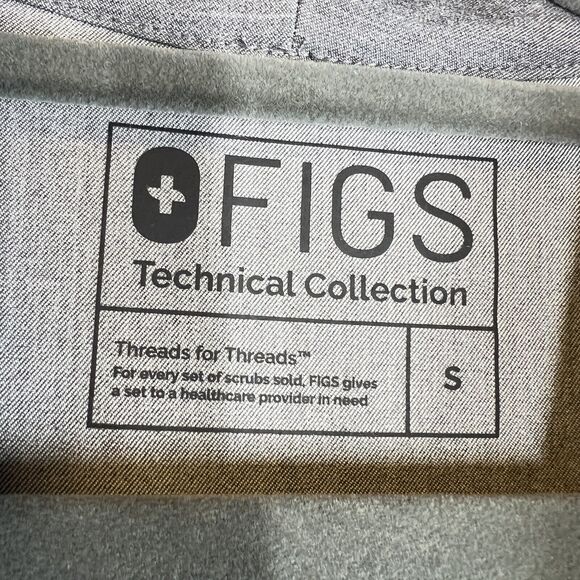 FIGS
Technical Collection
Threads for Threads™
For every set of scrubs sold, FIGS gives
a set to a healthcare provider in need
S